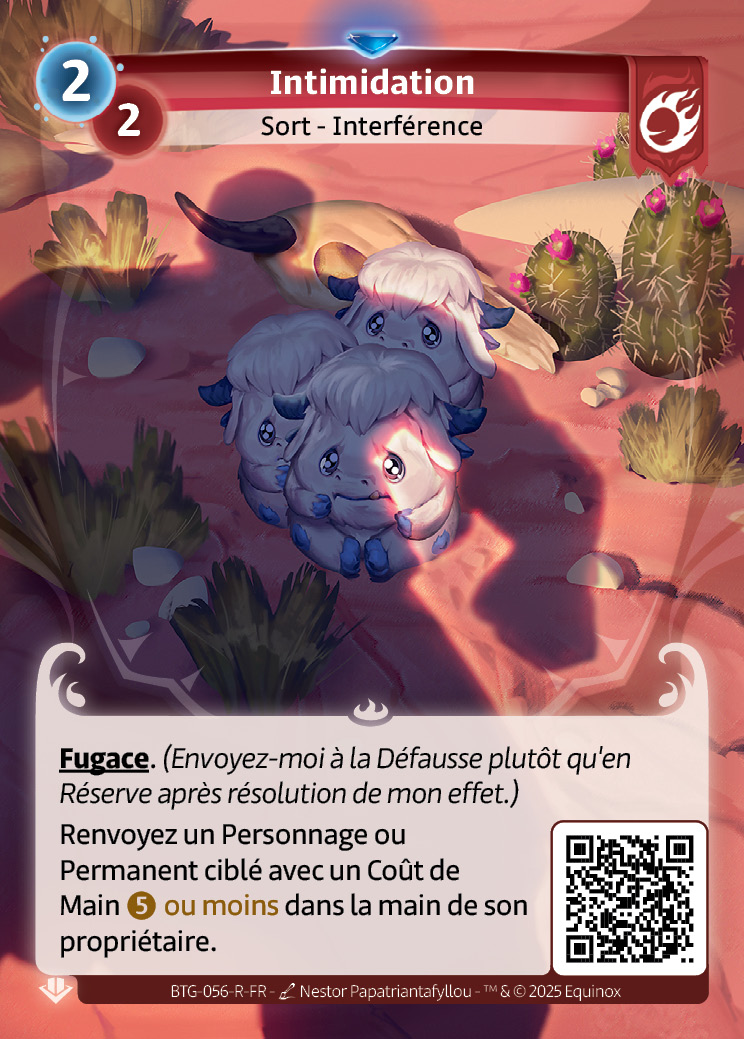 2
Intimidation
2
Sort - Interférence
Fugace. (Envoyez-moi à la Défausse plutôt qu'en
Réserve après résolution de mon effet.)
Renvoyez un Personnage ou
Permanent ciblé avec un Coût de
Main 5 ou moins dans la main de son
propriétaire.
BTG-056-R-FR - Nestor Papatriantafyllou - ™ & © 2025 Equinox